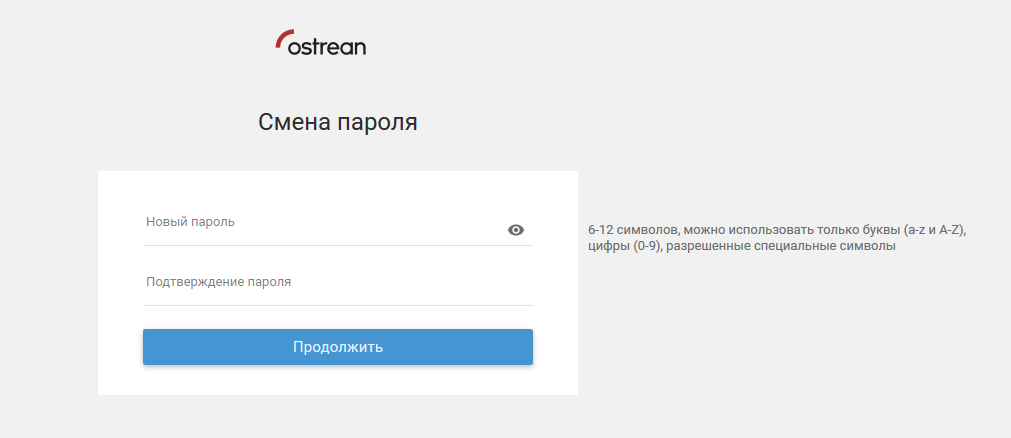 ostrean
Смена пароля
Новый пароль
6-12 символов, можно использовать только буквы (a-z и A-Z),
цифры (0-9), разрешенные специальные символы
Подтверждение пароля
Продолжить